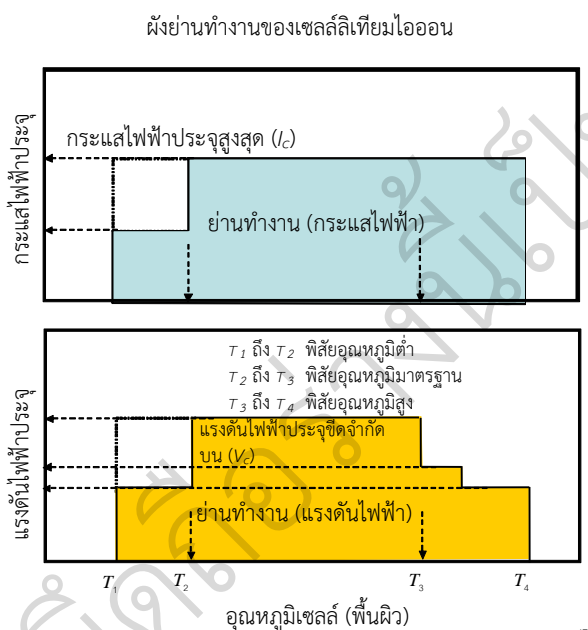 ผังย่านทำงานของเซลล์ลิเทียมไอออน
กระแสไฟฟ้าประจุ
กระแสไฟฟ้าประจุสูงสุด (Ic)
ย่านทำงาน (กระแสไฟฟ้า)
แรงดันไฟฟ้าประจุ
T1 ถึง T2 พิสัยอุณหภูมิต่ำ
T2 ถึง T3 พิสัยอุณหภูมิมาตรฐาน
T3 ถึง T4 พิสัยอุณหภูมิสูง
แรงดันไฟฟ้าประจุขีดจำกัด
บน (Vc)
ย่านทำงาน (แรงดันไฟฟ้า)
T1 T2 T3 T4
อุณหภูมิเซลล์ (พื้นผิว)